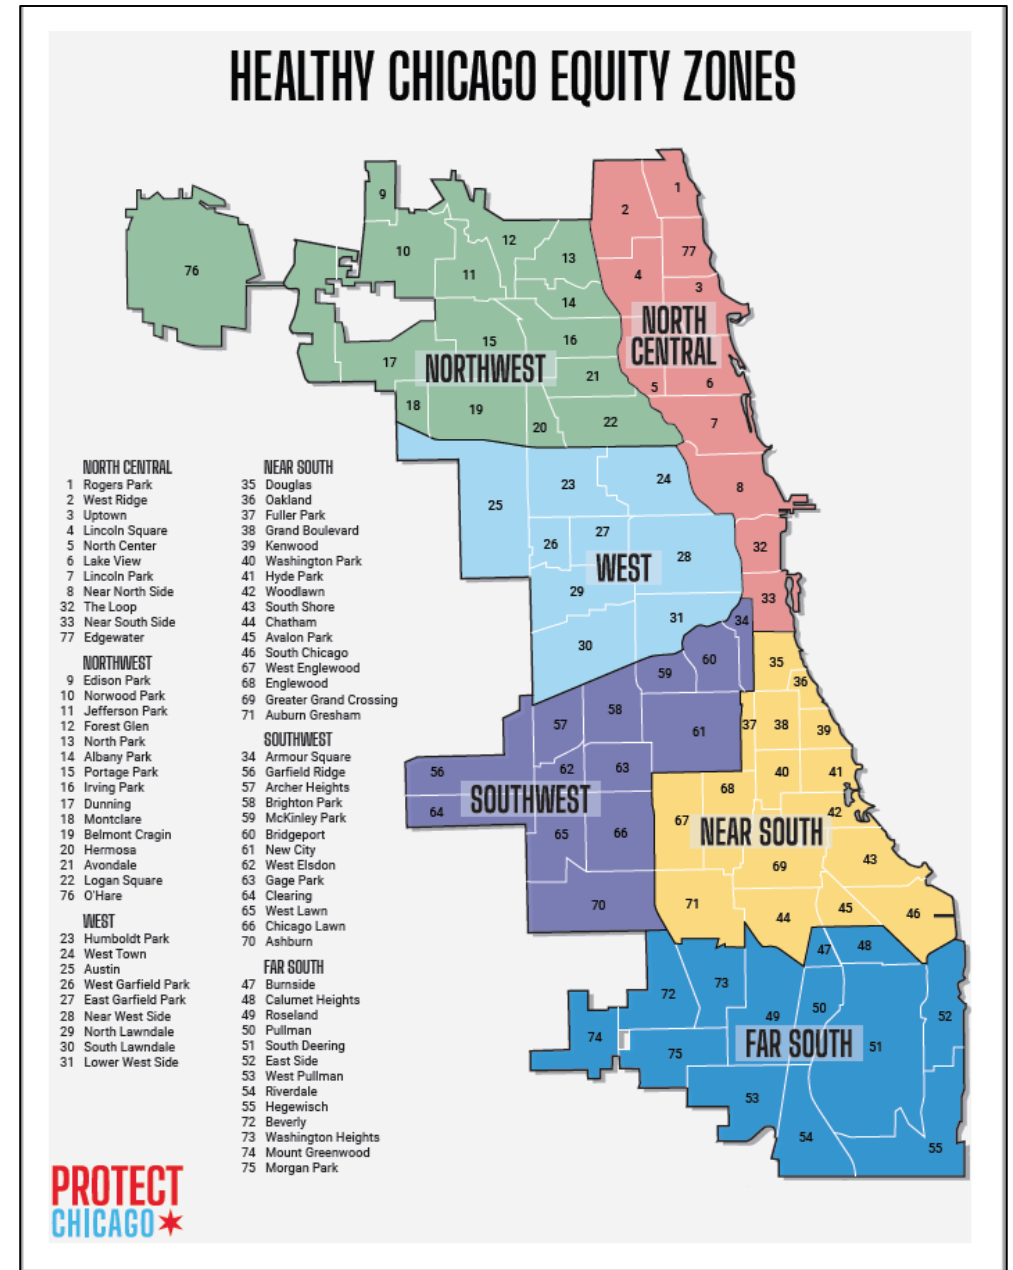 HEALTHY CHICAGO EQUITY ZONES
1
2
9
10
12
13
77
76
11
4
3
14
NORTH
CENTRAL
15
16
17
NORTHWEST
21
5
6
18
19
20
22
7
23
24
8
25
26
27
32
28
WEST
29
33
31
34
30
60
59
35
36
58
57
61
37
38
39
56
62
63
40
41
68
64
SOUTHWEST
42
67
65
66
NEAR SOUTH
43
69
70
71
44
45
46
47
48
72
73
50
49
52
74
75
FAR SOUTH
51
53
54
55
NORTH CENTRAL
1 Rogers Park
2 West Ridge
3 Uptown
4 Lincoln Square
5 North Center
6 Lake View
7 Lincoln Park
8 Near North Side
32 The Loop
33 Near South Side
77 Edgewater
NORTHWEST
9 Edison Park
10 Norwood Park
11 Jefferson Park
12 Forest Glen
13 North Park
14 Albany Park
15 Portage Park
16 Irving Park
17 Dunning
18 Montclare
19 Belmont Cragin
20 Hermosa
21 Avondale
22 Logan Square
76 O'Hare
WEST
23 Humboldt Park
24 West Town
25 Austin
26 West Garfield Park
27 East Garfield Park
28 Near West Side
29 North Lawndale
30 South Lawndale
31 Lower West Side
NEAR SOUTH
35 Douglas
36 Oakland
37 Fuller Park
38 Grand Boulevard
39 Kenwood
40 Washington Park
41 Hyde Park
42 Woodlawn
43 South Shore
44 Chatham
45 Avalon Park
46 South Chicago
67 West Englewood
68 Englewood
69 Greater Grand Crossing
71 Auburn Gresham
SOUTHWEST
34 Armour Square
56 Garfield Ridge
57 Archer Heights
58 Brighton Park
59 McKinley Park
60 Bridgeport
61 New City
62 West Elsdon
63 Gage Park
64 Clearing
65 West Lawn
66 Chicago Lawn
70 Ashburn
FAR SOUTH
47 Burnside
48 Calumet Heights
49 Roseland
50 Pullman
51 South Deering
52 East Side
53 West Pullman
54 Riverdale
55 Hegewisch
72 Beverly
73 Washington Heights
74 Mount Greenwood
75 Morgan Park
PROTECT
CHICAGO